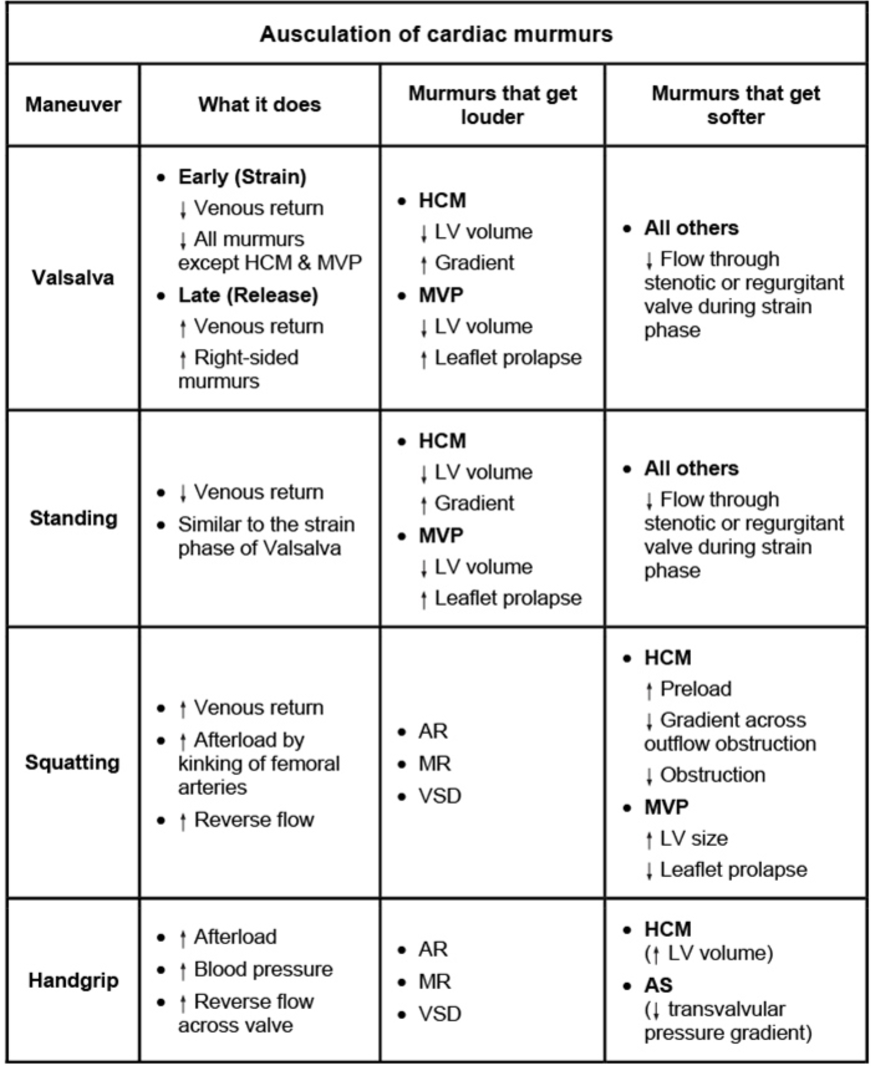 Ausculation of cardiac murmurs
Maneuver
What it does
Murmurs that get
louder
Murmurs that get
softer
Valsalva
• Early (Strain)
↓ Venous return
↓ All murmurs
except HCM & MVP
• Late (Release)
↑ Venous return
↑ Right-sided
murmurs
• HCM
↓ LV volume
↑ Gradient
• MVP
↓ LV volume
↑ Leaflet prolapse
• All others
↓ Flow through
stenotic or regurgitant
valve during strain
phase
Standing
• ↓ Venous return
• Similar to the strain
phase of Valsalva
• HCM
↓ LV volume
↑ Gradient
• MVP
↓ LV volume
↑ Leaflet prolapse
• All others
↓ Flow through
stenotic or regurgitant
valve during strain
phase
Squatting
• ↑ Venous return
• ↑ Afterload by
kinking of femoral
arteries
• ↑ Reverse flow
• AR
• MR
• VSD
• HCM
↑ Preload
↓ Gradient across
outflow obstruction
↓ Obstruction
• MVP
↑ LV size
↓ Leaflet prolapse
Handgrip
• ↑ Afterload
• ↑ Blood pressure
• ↑ Reverse flow
across valve
• AR
• MR
• VSD
• HCM
(↑ LV volume)
• AS
(↓ transvalvular
pressure gradient)